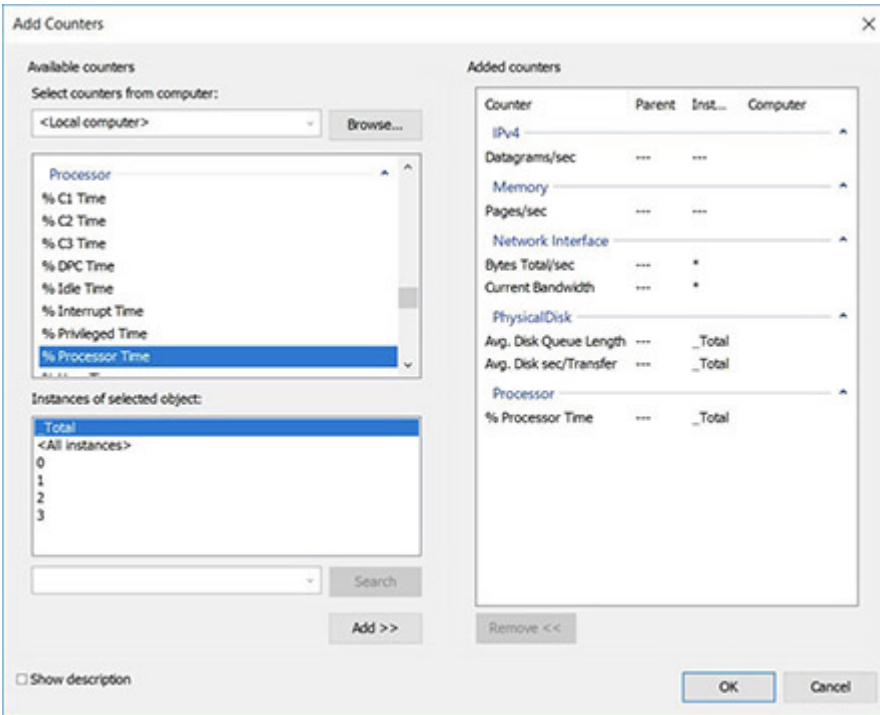 Add Counters
Available counters
Select counters from computer:
<Local computer>
Browse...
Processor
% C1 Time
% C2 Time
% C3 Time
% DPC Time
% Idle Time
% Interrupt Time
% Privileged Time
% Processor Time
Instances of selected object:
_Total
<All instances>
0
1
2
3
Search
Add >>
Show description
Added counters
Counter Parent Inst... Computer
IPv4
Datagrams/sec --- ---
Memory
Pages/sec --- ---
Network Interface
Bytes Total/sec --- *
Current Bandwidth --- *
PhysicalDisk
Avg. Disk Queue Length --- _Total
Avg. Disk sec/Transfer --- _Total
Processor
% Processor Time --- _Total
Remove <<
OK
Cancel